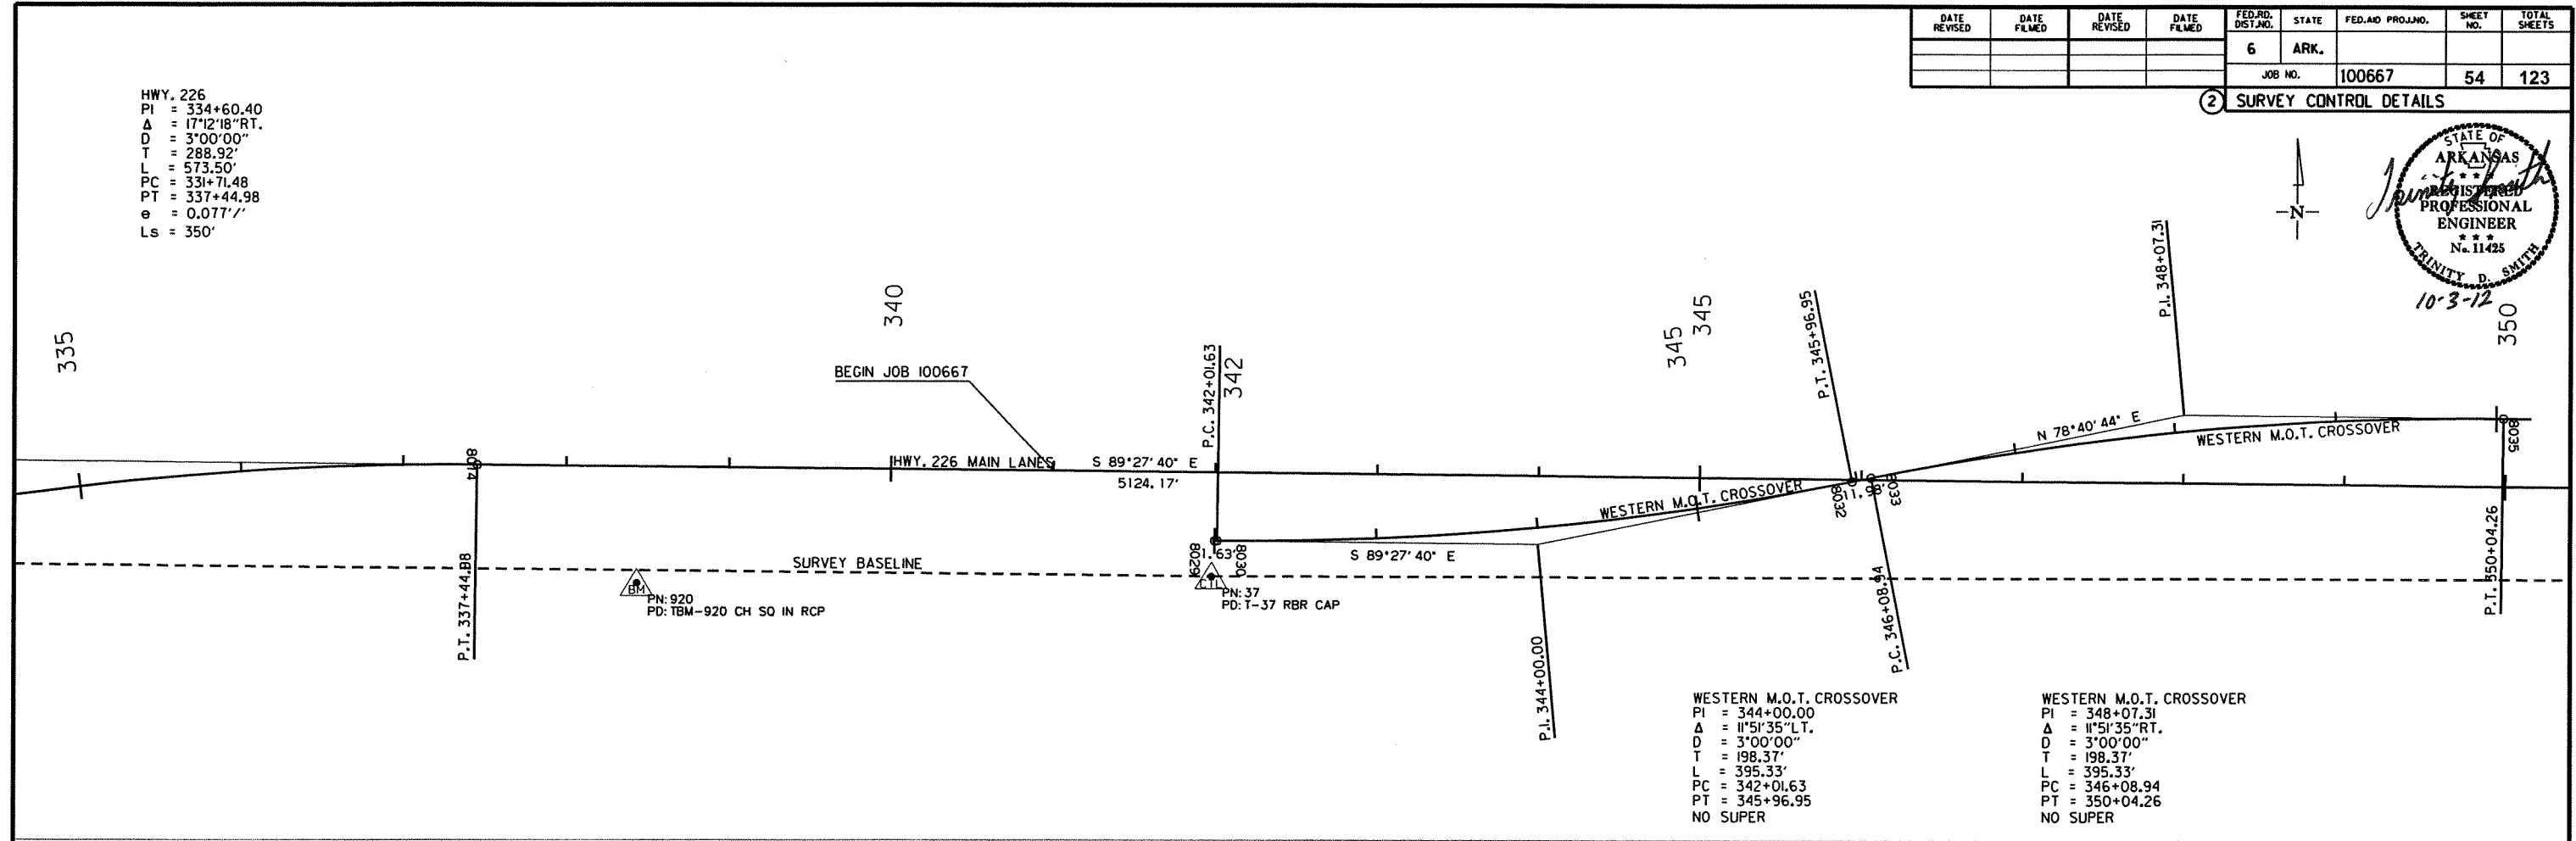 DATE REVISED
DATE FILMED
DATE REVISED
DATE FILMED
FED.RD. DIST.NO.
STATE
FED.AID PROJ.NO.
SHEET NO.
TOTAL SHEETS
6
ARK.
JOB NO.
100667
54
123
2
SURVEY CONTROL DETAILS
HWY. 226
PI = 334+60.40
Δ = 17°12'18"RT.
D = 3°00'00"
T = 288.92'
L = 573.50'
PC = 331+71.48
PT = 337+44.98
e = 0.077'/'
Ls = 350'
N
STATE OF
ARKANSAS
* * *
REGISTERED
PROFESSIONAL
ENGINEER
* * *
No. 11425
TRINITY D. SMITH
Trinity Smith
10-3-12
335
340
BEGIN JOB 100667
P.C. 342+01.63
342
345
345
P.T. 345+96.95
P.I. 348+07.31
350
8074
HWY. 226 MAIN LANES
S 89°27'40" E
5124.17'
WESTERN M.O.T. CROSSOVER
8032
11.98'
8033
N 78°40'44" E
WESTERN M.O.T. CROSSOVER
8035
P.T. 337+44.98
SURVEY BASELINE
8029
1.63'
8030
S 89°27'40" E
BM
PN: 920
PD: TBM-920 CH SQ IN RCP
CTL
PN: 37
PD: T-37 RBR CAP
P.I. 344+00.00
P.C. 346+08.94
P.T. 350+04.26
WESTERN M.O.T. CROSSOVER
PI = 344+00.00
Δ = 11°51'35"LT.
D = 3°00'00"
T = 198.37'
L = 395.33'
PC = 342+01.63
PT = 345+96.95
NO SUPER
WESTERN M.O.T. CROSSOVER
PI = 348+07.31
Δ = 11°51'35"RT.
D = 3°00'00"
T = 198.37'
L = 395.33'
PC = 346+08.94
PT = 350+04.26
NO SUPER